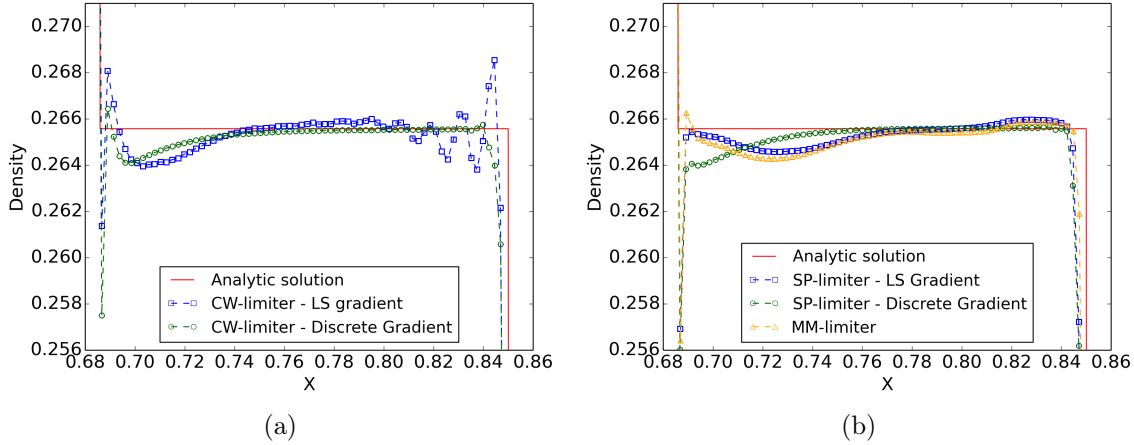 0.270
0.268
0.266
0.264
0.262
0.260
0.258
0.256
Density
0.68 0.70 0.72 0.74 0.76 0.78 0.80 0.82 0.84 0.86
X
Analytic solution
CW-limiter - LS gradient
CW-limiter - Discrete Gradient
(a)
0.270
0.268
0.266
0.264
0.262
0.260
0.258
0.256
Density
0.68 0.70 0.72 0.74 0.76 0.78 0.80 0.82 0.84 0.86
X
Analytic solution
SP-limiter - LS Gradient
SP-limiter - Discrete Gradient
MM-limiter
(b)